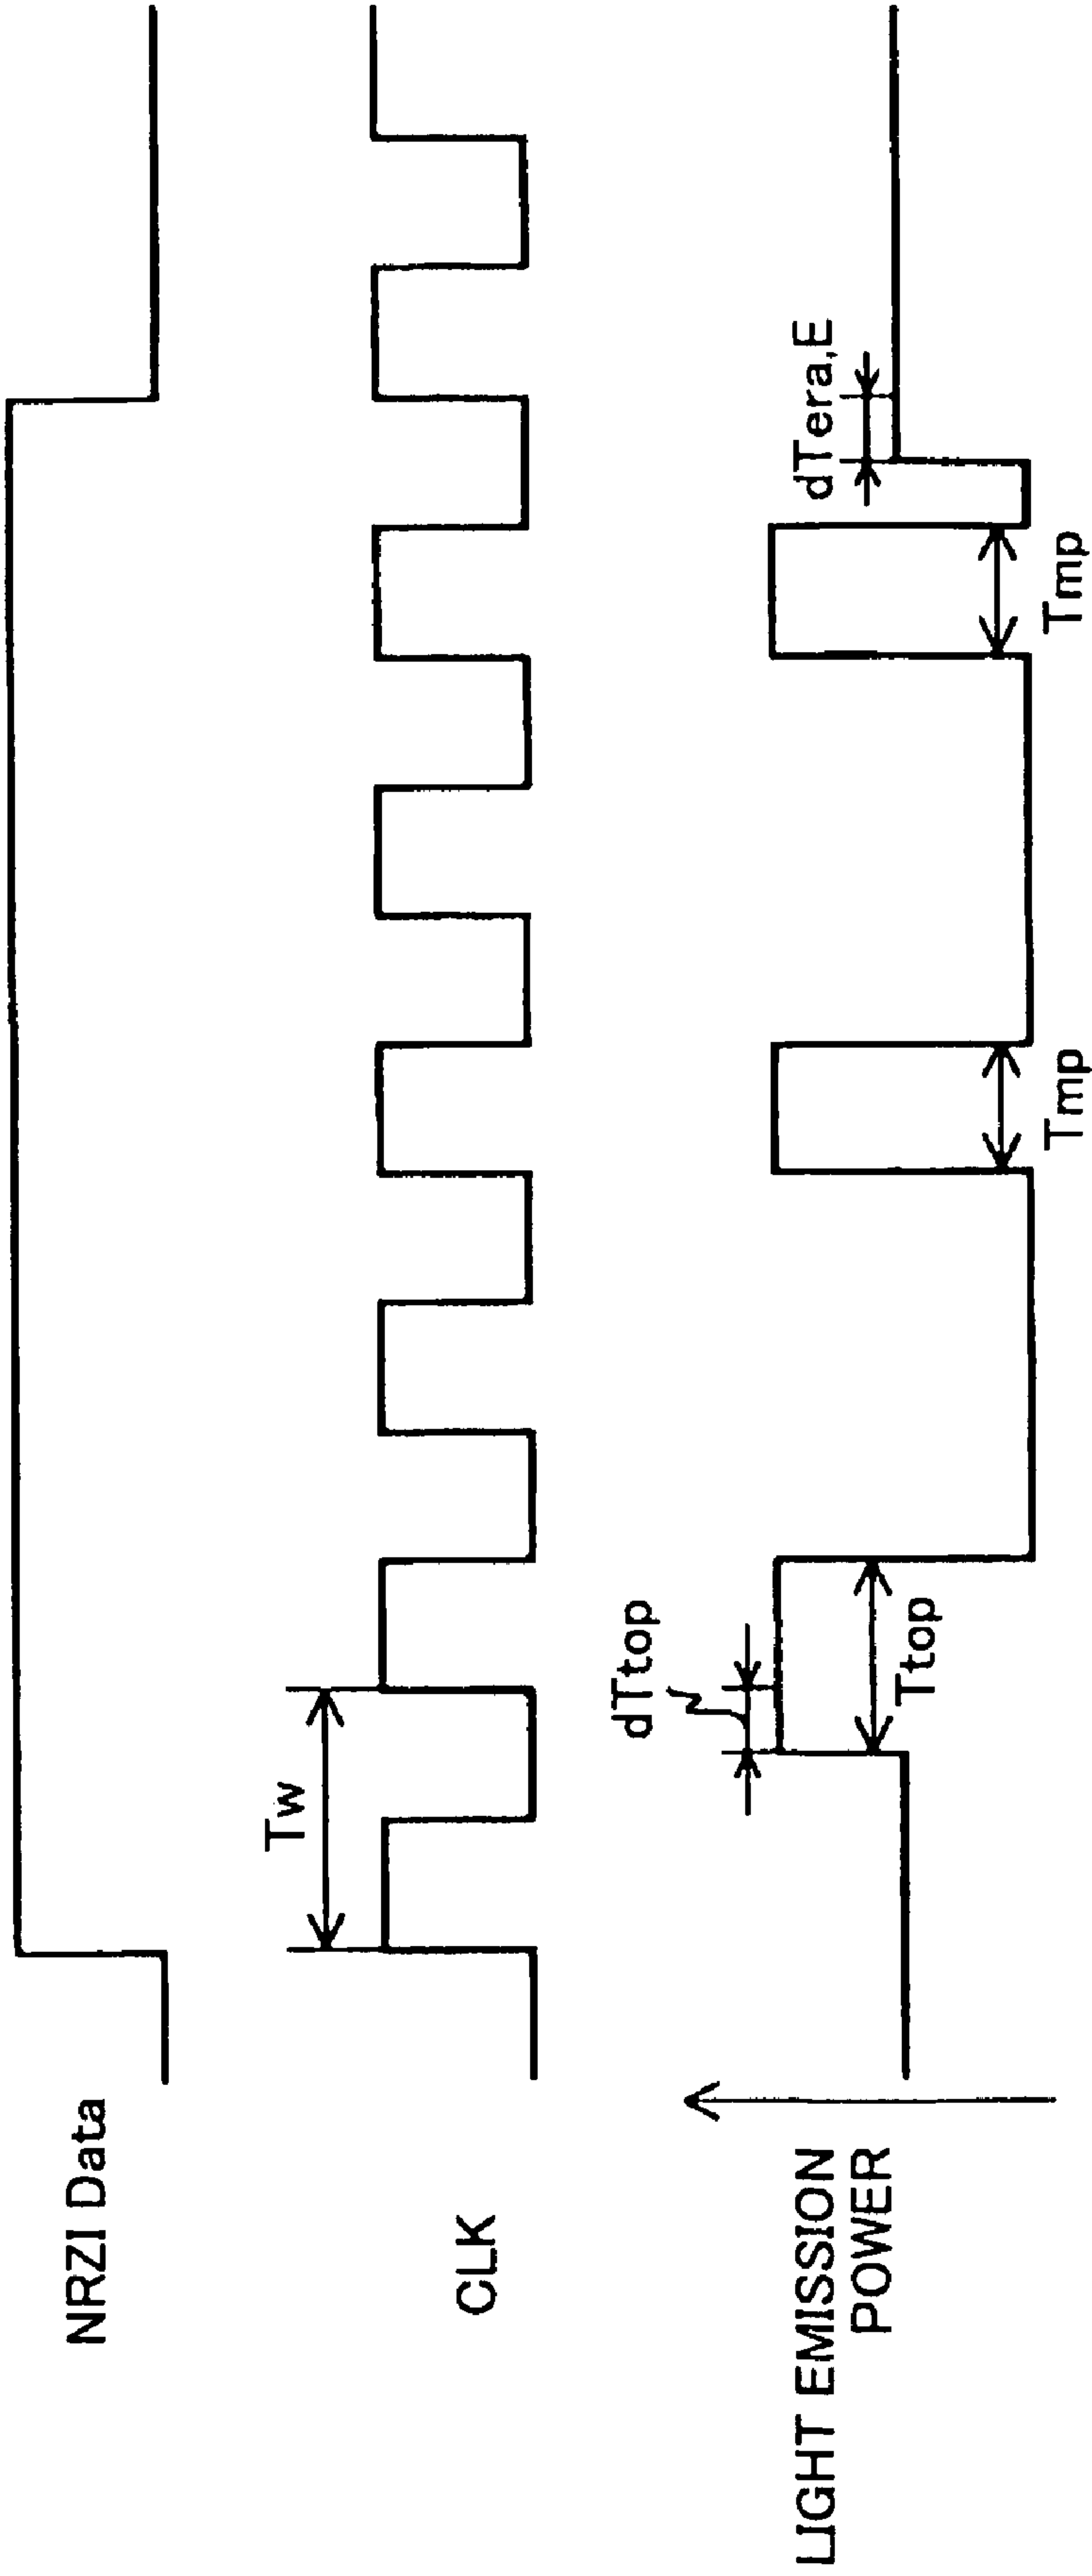 NRZI Data
CLK
Tw
LIGHT EMISSION
POWER
dTtop
Ttop
Tmp
Tmp
dTera,E